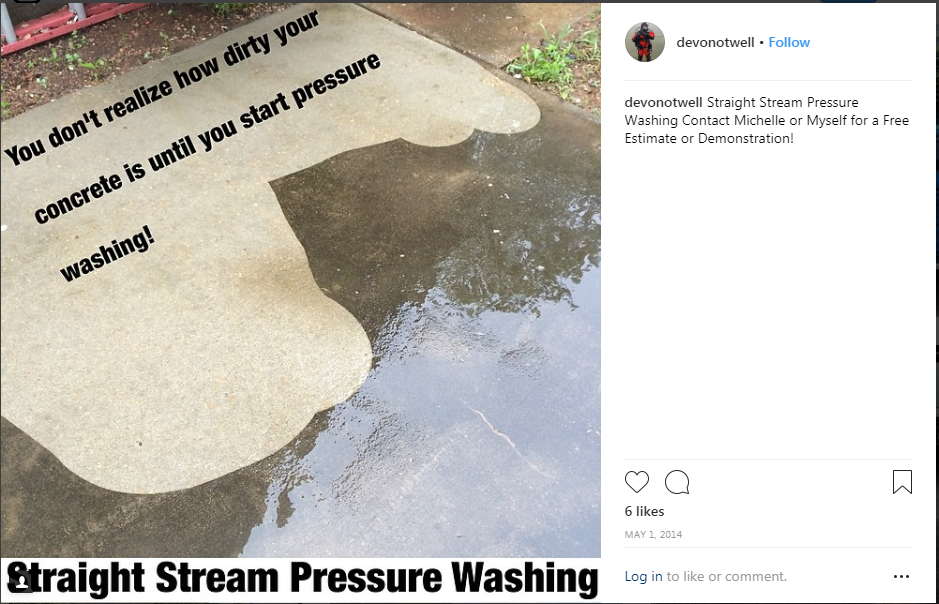 You don't realize how dirty your
concrete is until you start pressure
washing!
Straight Stream Pressure Washing
devonotwell • Follow
devonotwell Straight Stream Pressure
Washing Contact Michelle or Myself for a Free
Estimate or Demonstration!
6 likes
MAY 1, 2014
Log in to like or comment.